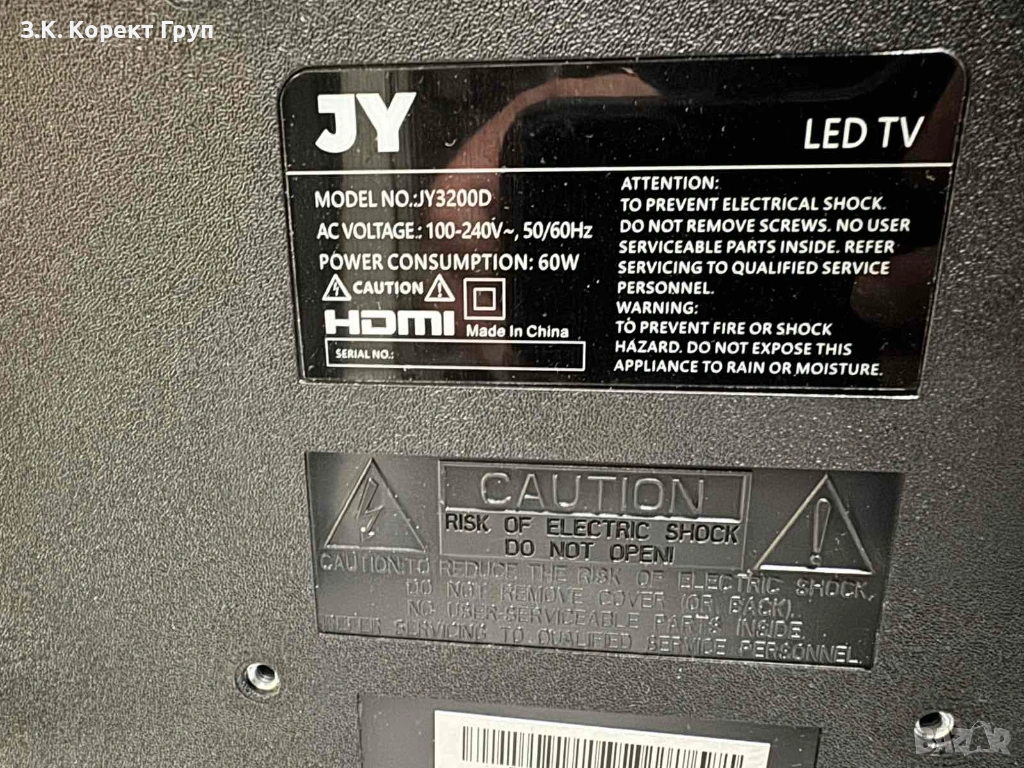 З.К. Корект Груп
JY
LED TV
MODEL NO.:JY3200D
AC VOLTAGE.: 100-240V~, 50/60Hz
POWER CONSUMPTION: 60W
CAUTION
HDMI
Made In China
SERIAL NO.:
ATTENTION:
TO PREVENT ELECTRICAL SHOCK.
DO NOT REMOVE SCREWS. NO USER
SERVICEABLE PARTS INSIDE. REFER
SERVICING TO QUALIFIED SERVICE
PERSONNEL.
WARNING:
TO PREVENT FIRE OR SHOCK
HAZARD. DO NOT EXPOSE THIS
APPLIANCE TO RAIN OR MOISTURE.
CAUTION
RISK OF ELECTRIC SHOCK
DO NOT OPEN!
CAUTION:TO REDUCE THE RISK OF ELECTRIC SHOCK,
DO NOT REMOVE COVER (OR BACK).
NO USER-SERVICEABLE PARTS INSIDE.
REFER SERVICING TO QUALIFIED SERVICE PERSONNEL.
BAZAR